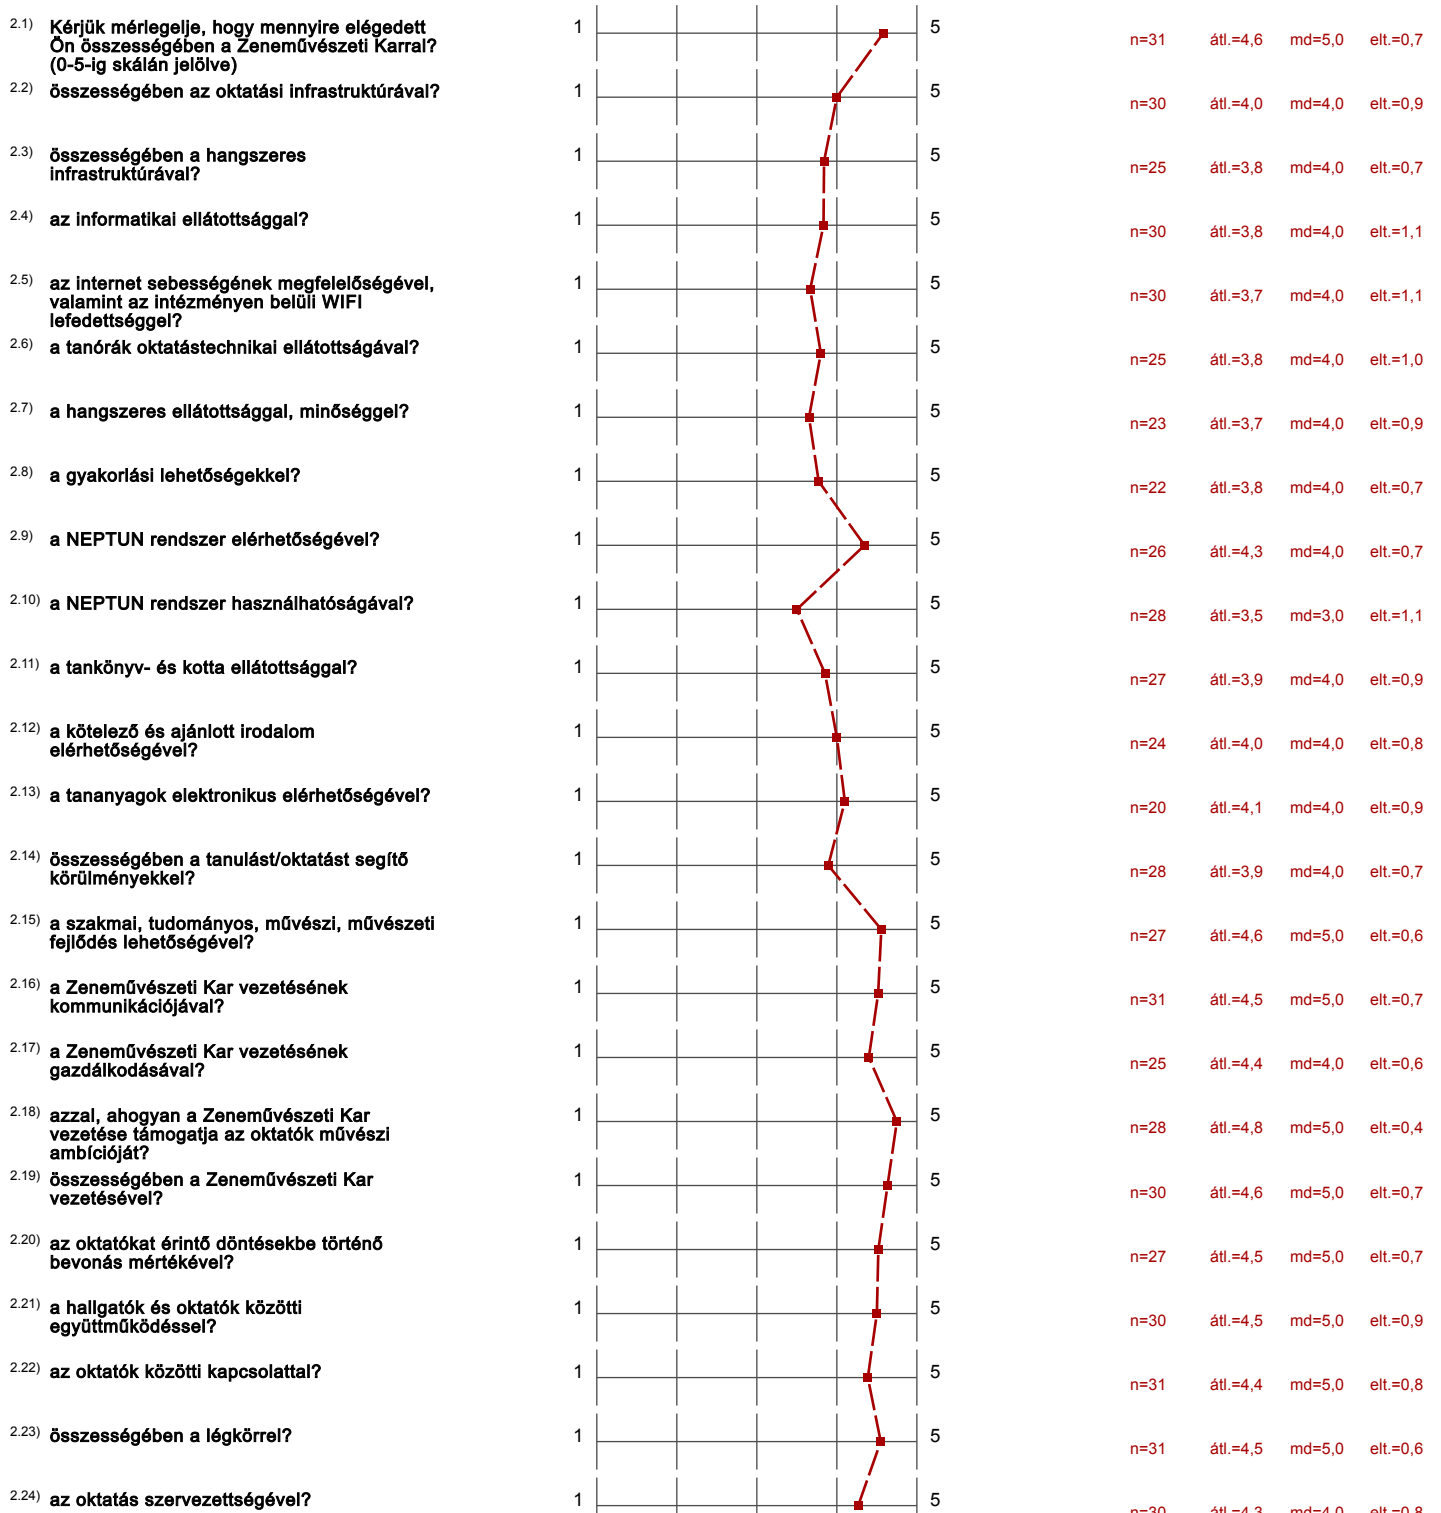 2.1) Kérjük mérlegelje, hogy mennyire elégedett
Ön összességében a Zeneművészeti Karral?
(0-5-ig skálán jelölve)
1 5
n=31 átl.=4,6 md=5,0 elt.=0,7
2.2) összességében az oktatási infrastruktúrával?
1 5
n=30 átl.=4,0 md=4,0 elt.=0,9
2.3) összességében a hangszeres
infrastruktúrával?
1 5
n=25 átl.=3,8 md=4,0 elt.=0,7
2.4) az informatikai ellátottsággal?
1 5
n=30 átl.=3,8 md=4,0 elt.=1,1
2.5) az internet sebességének megfelelőségével,
valamint az intézményen belüli WIFI
lefedettséggel?
1 5
n=30 átl.=3,7 md=4,0 elt.=1,1
2.6) a tanórák oktatástechnikai ellátottságával?
1 5
n=25 átl.=3,8 md=4,0 elt.=1,0
2.7) a hangszeres ellátottsággal, minőséggel?
1 5
n=23 átl.=3,7 md=4,0 elt.=0,9
2.8) a gyakorlási lehetőségekkel?
1 5
n=22 átl.=3,8 md=4,0 elt.=0,7
2.9) a NEPTUN rendszer elérhetőségével?
1 5
n=26 átl.=4,3 md=4,0 elt.=0,7
2.10) a NEPTUN rendszer használhatóságával?
1 5
n=28 átl.=3,5 md=3,0 elt.=1,1
2.11) a tankönyv- és kotta ellátottsággal?
1 5
n=27 átl.=3,9 md=4,0 elt.=0,9
2.12) a kötelező és ajánlott irodalom
elérhetőségével?
1 5
n=24 átl.=4,0 md=4,0 elt.=0,8
2.13) a tananyagok elektronikus elérhetőségével?
1 5
n=20 átl.=4,1 md=4,0 elt.=0,9
2.14) összességében a tanulást/oktatást segítő
körülményekkel?
1 5
n=28 átl.=3,9 md=4,0 elt.=0,7
2.15) a szakmai, tudományos, művészi, művészeti
fejlődés lehetőségével?
1 5
n=27 átl.=4,6 md=5,0 elt.=0,6
2.16) a Zeneművészeti Kar vezetésének
kommunikációjával?
1 5
n=31 átl.=4,5 md=5,0 elt.=0,7
2.17) a Zeneművészeti Kar vezetésének
gazdálkodásával?
1 5
n=25 átl.=4,4 md=4,0 elt.=0,6
2.18) azzal, ahogyan a Zeneművészeti Kar
vezetése támogatja az oktatók művészi
ambícióját?
1 5
n=28 átl.=4,8 md=5,0 elt.=0,4
2.19) összességében a Zeneművészeti Kar
vezetésével?
1 5
n=30 átl.=4,6 md=5,0 elt.=0,7
2.20) az oktatókat érintő döntésekbe történő
bevonás mértékével?
1 5
n=27 átl.=4,5 md=5,0 elt.=0,7
2.21) a hallgatók és oktatók közötti
együttműködéssel?
1 5
n=30 átl.=4,5 md=5,0 elt.=0,9
2.22) az oktatók közötti kapcsolattal?
1 5
n=31 átl.=4,4 md=5,0 elt.=0,8
2.23) összességében a légkörrel?
1 5
n=31 átl.=4,5 md=5,0 elt.=0,6
2.24) az oktatás szervezettségével?
1 5
n=30 átl.=4,3 md=4,0 elt.=0,8